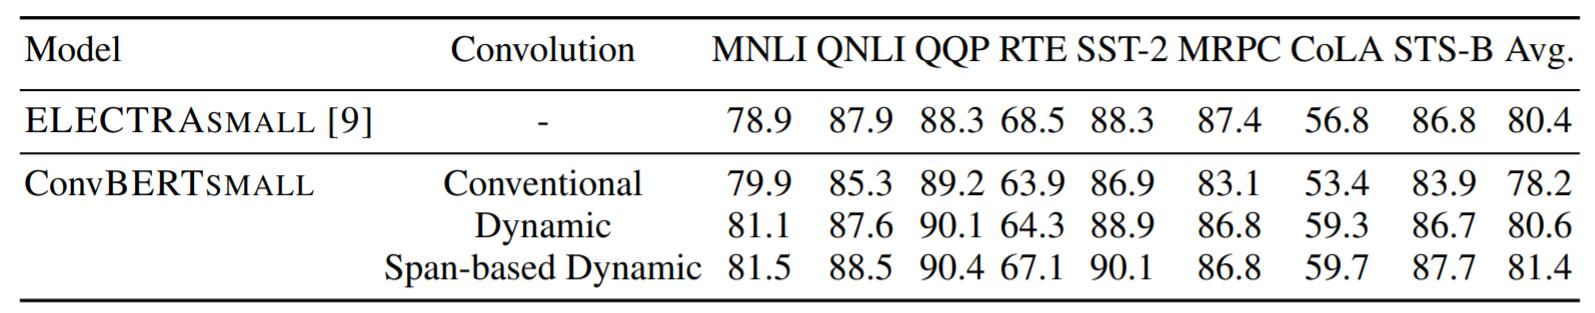 Model Convolution MNLI QNLI QQP RTE SST-2 MRPC CoLA STS-B Avg.
ELECTRASMALL [9] - 78.9 87.9 88.3 68.5 88.3 87.4 56.8 86.8 80.4
ConvBERTSMALL Conventional 79.9 85.3 89.2 63.9 86.9 83.1 53.4 83.9 78.2
Dynamic 81.1 87.6 90.1 64.3 88.9 86.8 59.3 86.7 80.6
Span-based Dynamic 81.5 88.5 90.4 67.1 90.1 86.8 59.7 87.7 81.4